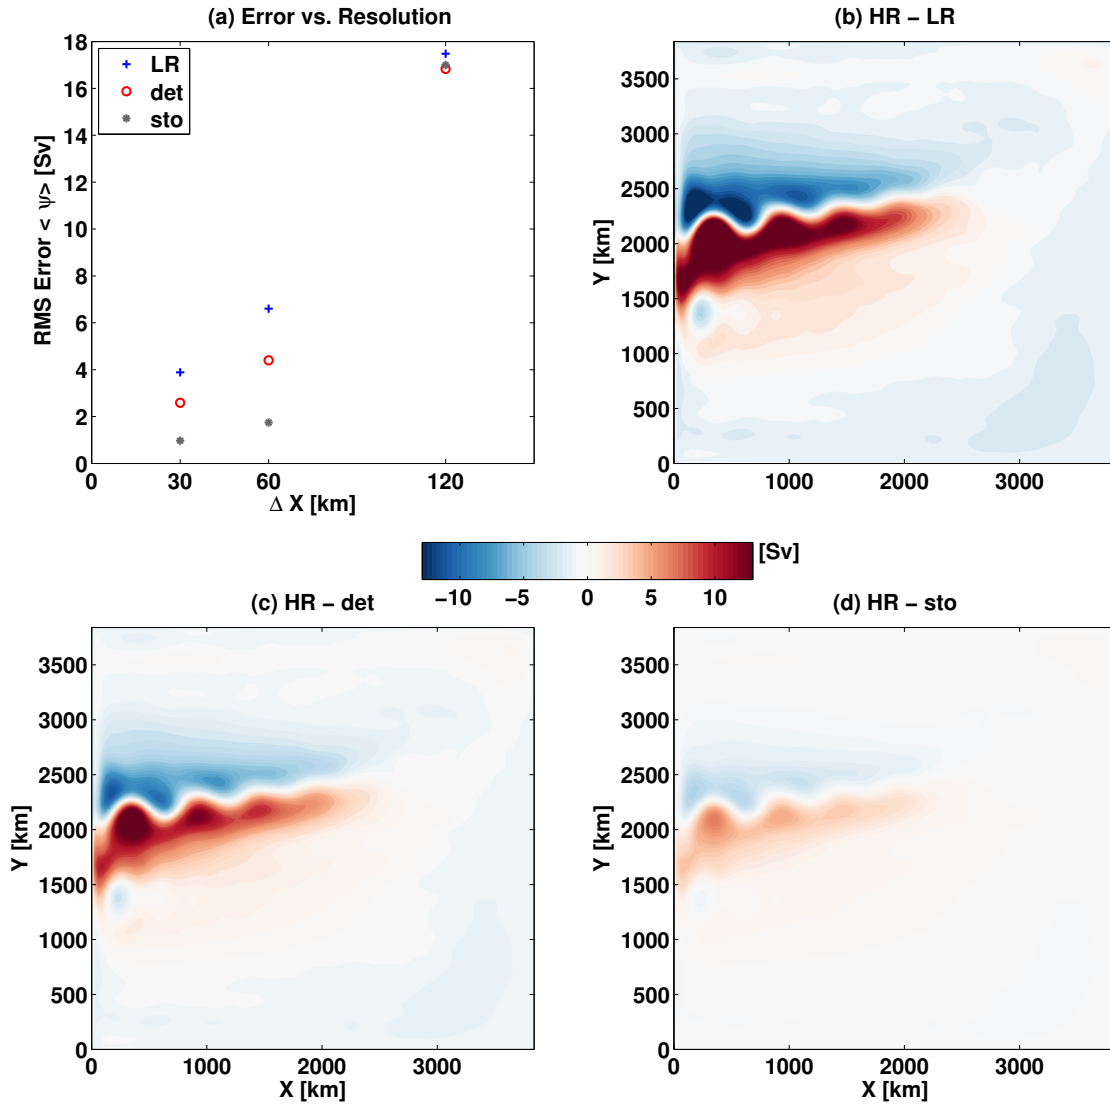 (a) Error vs. Resolution
RMS Error < ψ> [Sv]
18
16
14
12
10
8
6
4
2
0
LR
det
sto
0 30 60 120
Δ X [km]
(b) HR − LR
Y [km]
3500
3000
2500
2000
1500
1000
500
0
0 1000 2000 3000
[Sv]
−10 −5 0 5 10
(c) HR − det
Y [km]
3500
3000
2500
2000
1500
1000
500
0
0 1000 2000 3000
X [km]
(d) HR − sto
Y [km]
3500
3000
2500
2000
1500
1000
500
0
0 1000 2000 3000
X [km]